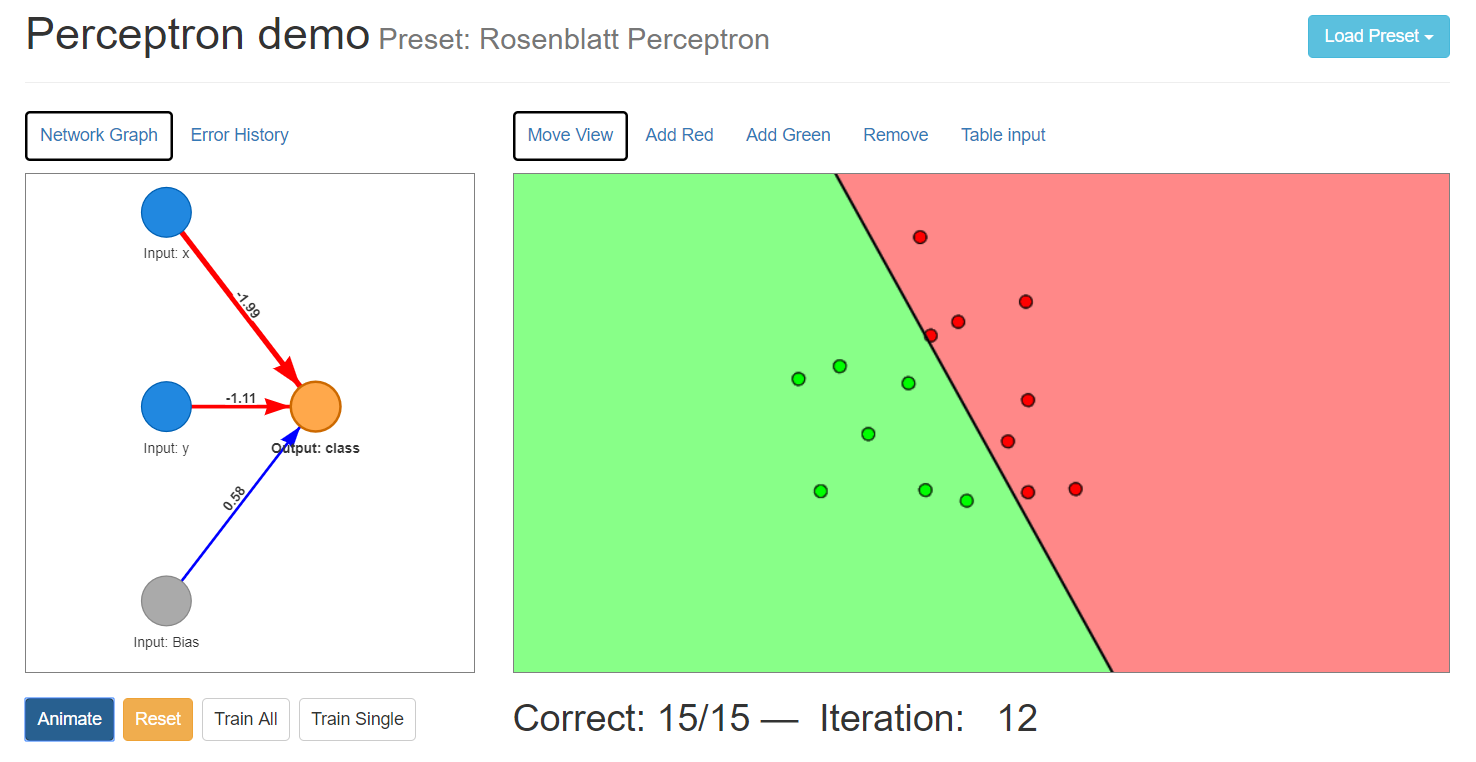 Perceptron demo Preset: Rosenblatt Perceptron
Load Preset
Network Graph Error History
Move View Add Red Add Green Remove Table input
Input: x
-1.99
-1.11
Input: y
Output: class
0.58
Input: Bias
Animate Reset Train All Train Single
Correct: 15/15 — Iteration: 12